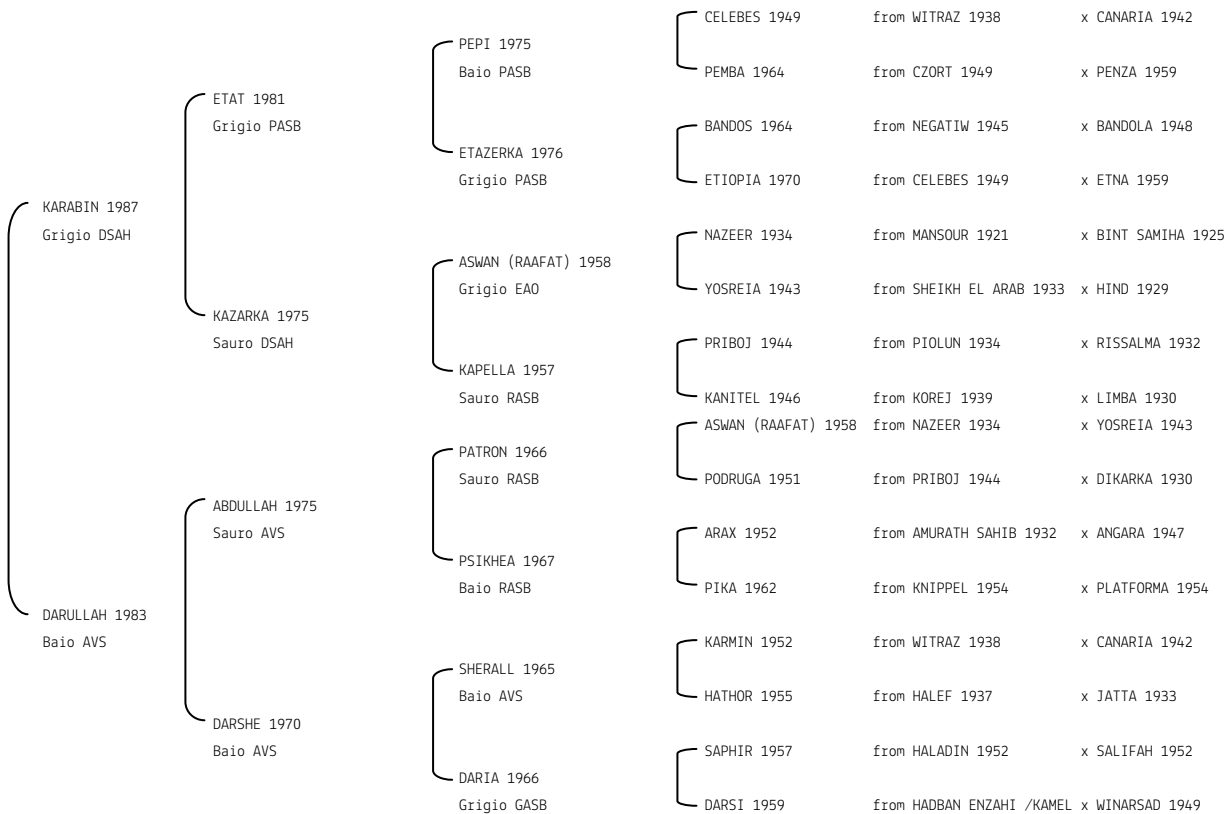 CELEBES 1949 from WITRAZ 1938 x CANARIA 1942
PEPI 1975
Baio PASB PEMBA 1964 from CZORT 1949 x PENZA 1959
ETAT 1981
Grigio PASB BANDOS 1964 from NEGATIW 1945 x BANDOLA 1948
ETAZERKA 1976
Grigio PASB ETIOPIA 1970 from CELEBES 1949 x ETNA 1959
KARABIN 1987
Grigio DSAH NAZEER 1934 from MANSOUR 1921 x BINT SAMIHA 1925
ASWAN (RAAFAT) 1958
Grigio EAO YOSREIA 1943 from SHEIKH EL ARAB 1933 x HIND 1929
KAZARKA 1975
Sauro DSAH PRIBOJ 1944 from PIOLUN 1934 x RISSALMA 1932
KAPELLA 1957
Sauro RASB KANITEL 1946 from KOREJ 1939 x LIMBA 1930
ASWAN (RAAFAT) 1958 from NAZEER 1934 x YOSREIA 1943
PATRON 1966
Sauro RASB PODRUGA 1951 from PRIBOJ 1944 x DIKARKA 1930
ABDULLAH 1975
Sauro AVS ARAX 1952 from AMURATH SAHIB 1932 x ANGARA 1947
PSIKHEA 1967
Baio RASB PIKA 1962 from KNIPPEL 1954 x PLATFORMA 1954
DARULLAH 1983
Baio AVS KARMIN 1952 from WITRAZ 1938 x CANARIA 1942
SHERALL 1965
Baio AVS HATHOR 1955 from HALEF 1937 x JATTA 1933
DARSHE 1970
Baio AVS SAPHIR 1957 from HALADIN 1952 x SALIFAH 1952
DARIA 1966
Grigio GASB DARSI 1959 from HADBAN ENZAHI /KAMEL x WINARSAD 1949